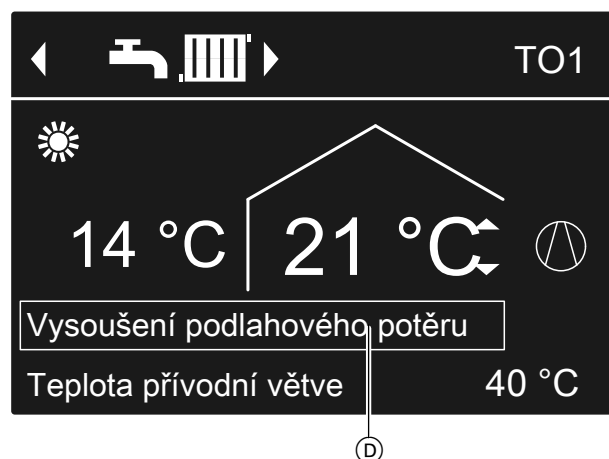 TO1
14 °C 21 °C
Vysoušení podlahového potěru
Teplota přívodní větve 40 °C
D